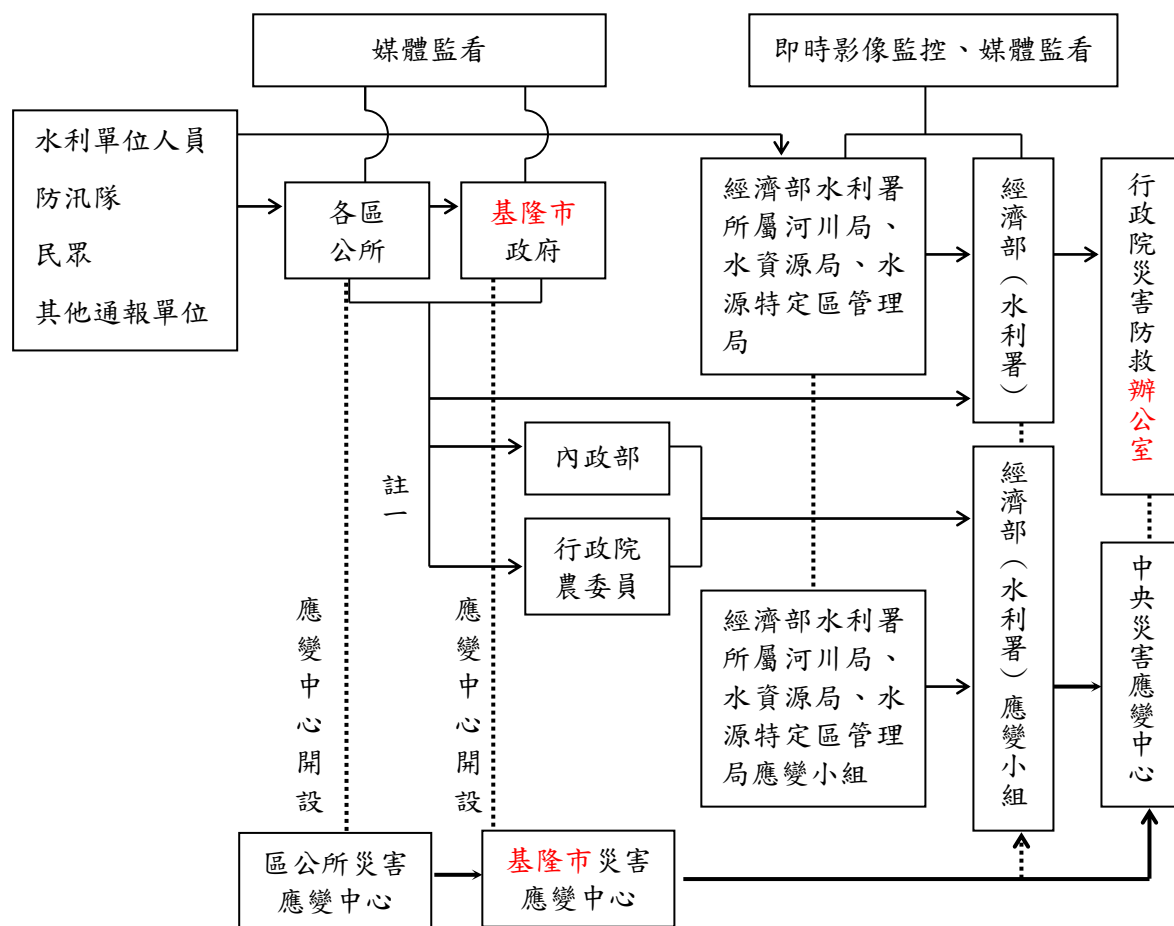 媒體監看
即時影像監控、媒體監看
水利單位人員
防汛隊
民眾
其他通報單位
各區
公所
基隆市
政府
經濟部水利署
所屬河川局、
水資源局、水
源特定區管理
局
經濟部（水利署）
行政院災害防救辦公室
註一
內政部
行政院
農委員
應變中心開設
應變中心開設
經濟部水利署
所屬河川局、
水資源局、水
源特定區管理
局應變小組
經濟部（水利署）應變小組
中央災害應變中心
區公所災害
應變中心
基隆市災害
應變中心